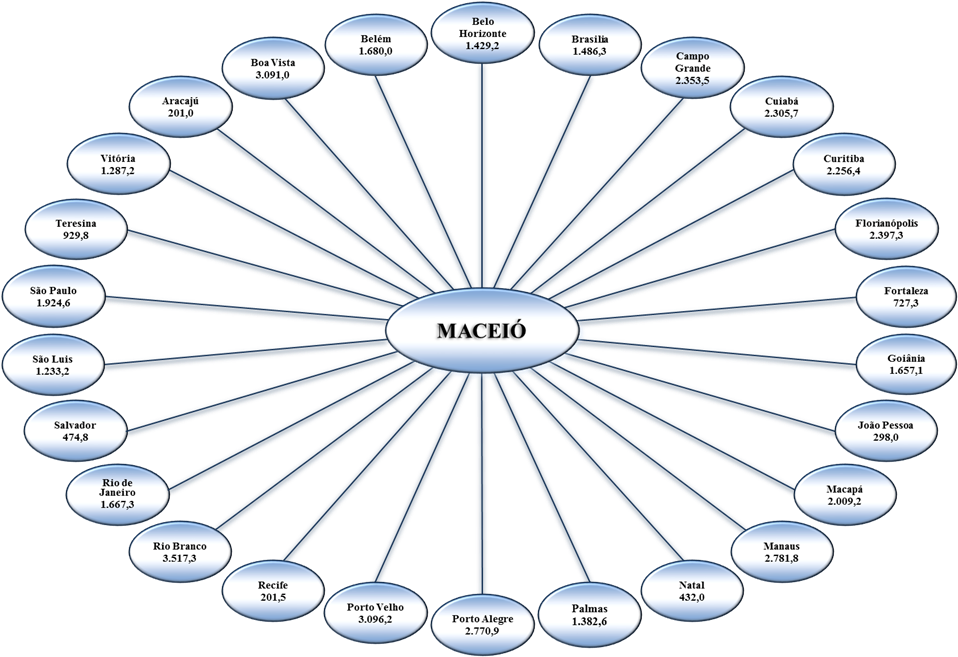 Belo
Horizonte
1.429,2
Brasilia
1.486,3
Campo
Grande
2.353,5
Cuiabá
2.305,7
Curitiba
2.256,4
Florianópolis
2.397,3
Fortaleza
727,3
Goiânia
1.657,1
João Pessoa
298,0
Macapá
2.009,2
Manaus
2.781,8
Natal
432,0
Palmas
1.382,6
Porto Alegre
2.770,9
Porto Velho
3.096,2
Recife
201,5
Rio Branco
3.517,3
Rio de
Janeiro
1.667,3
Salvador
474,8
São Luis
1.233,2
São Paulo
1.924,6
Teresina
929,8
Vitória
1.287,2
Aracajú
201,0
Boa Vista
3.091,0
Belém
1.680,0
MACEIÓ